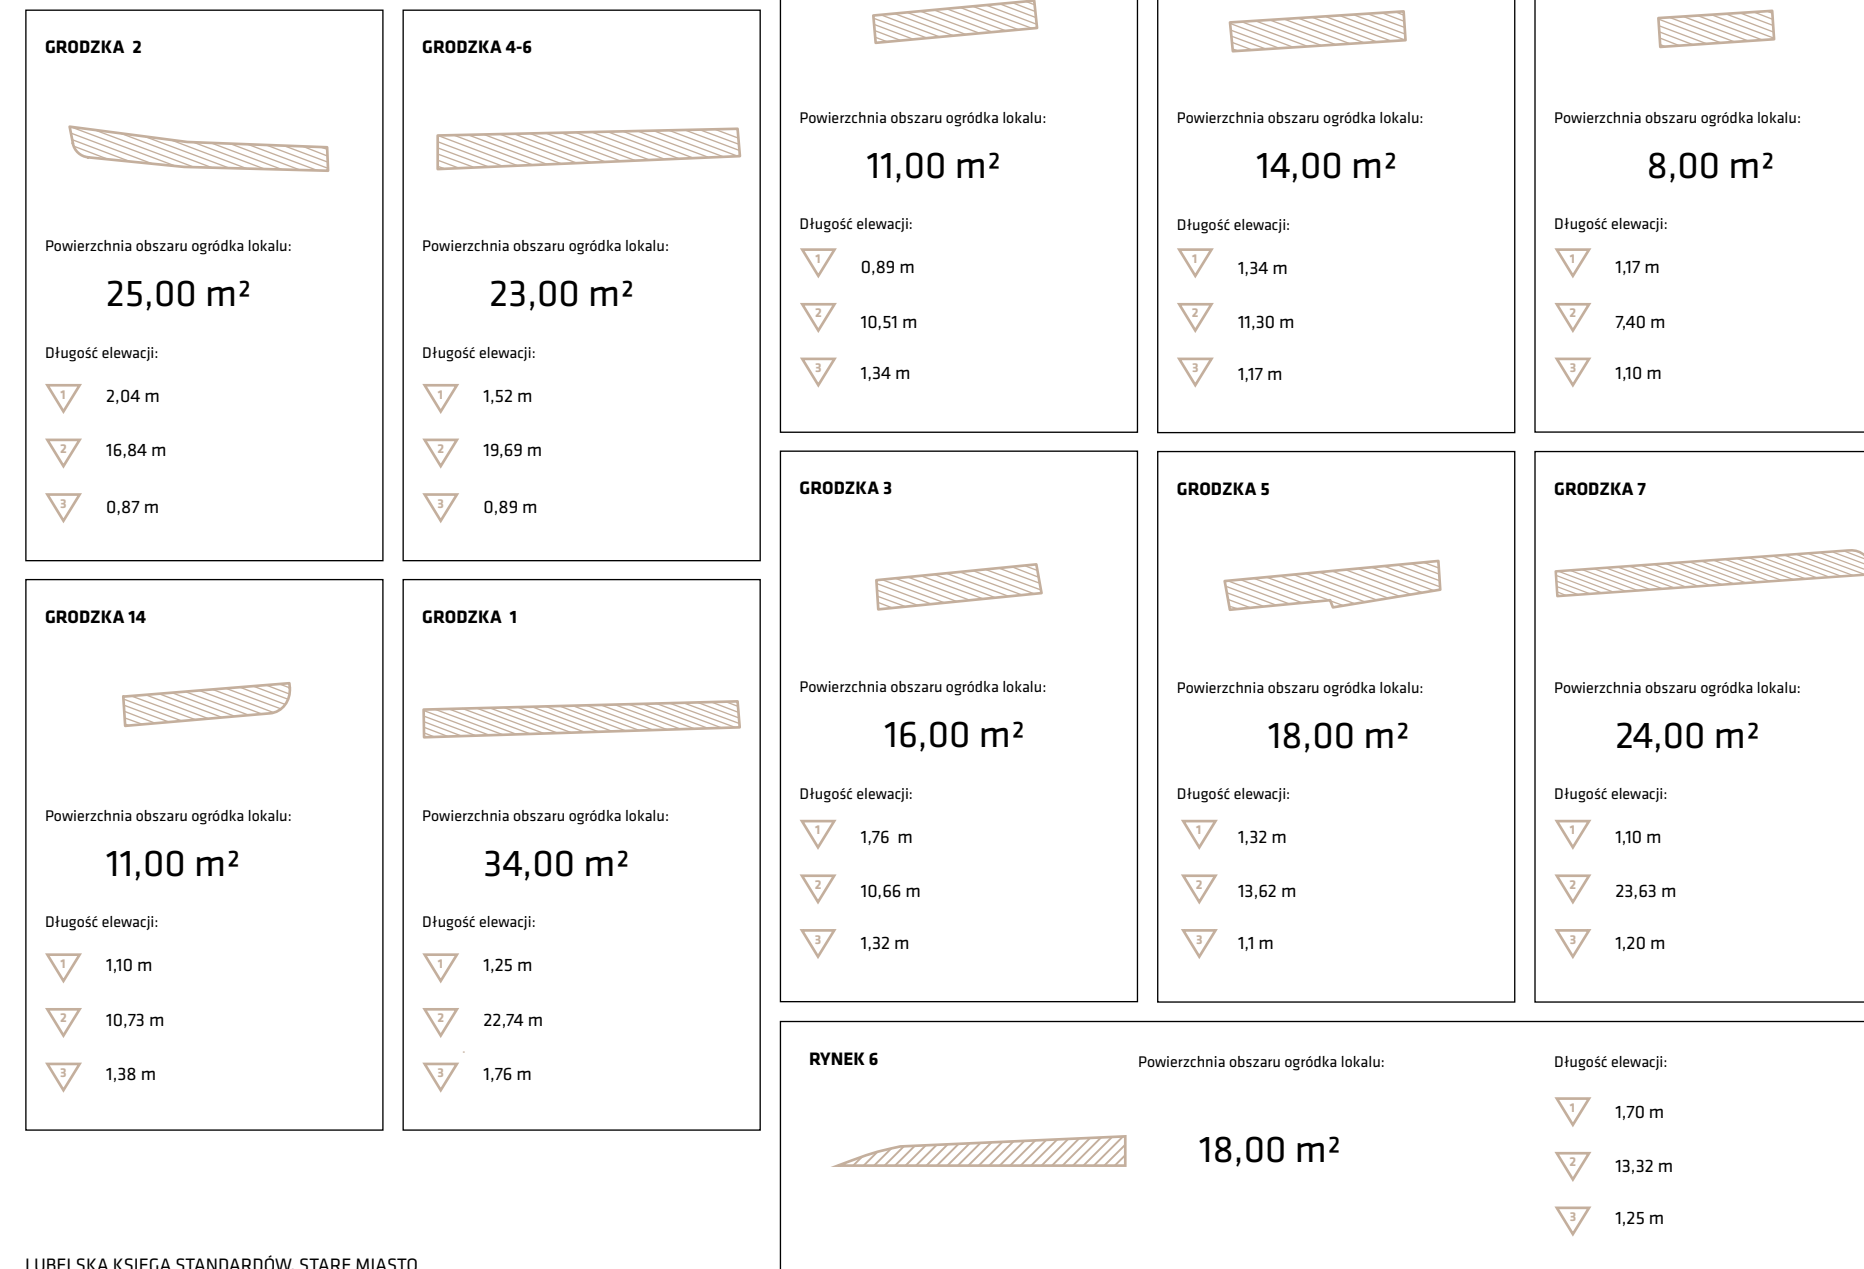 GRODZKA 2
Powierzchnia obszaru ogródka lokalu:
25,00 m²
Długość elewacji:
1 2,04 m
2 16,84 m
3 0,87 m
GRODZKA 4-6
Powierzchnia obszaru ogródka lokalu:
23,00 m²
Długość elewacji:
1 1,52 m
2 19,69 m
3 0,89 m
Powierzchnia obszaru ogródka lokalu:
11,00 m²
Długość elewacji:
1 0,89 m
2 10,51 m
3 1,34 m
Powierzchnia obszaru ogródka lokalu:
14,00 m²
Długość elewacji:
1 1,34 m
2 11,30 m
3 1,17 m
Powierzchnia obszaru ogródka lokalu:
8,00 m²
Długość elewacji:
1 1,17 m
2 7,40 m
3 1,10 m
GRODZKA 14
Powierzchnia obszaru ogródka lokalu:
11,00 m²
Długość elewacji:
1 1,10 m
2 10,73 m
3 1,38 m
GRODZKA 1
Powierzchnia obszaru ogródka lokalu:
34,00 m²
Długość elewacji:
1 1,25 m
2 22,74 m
3 1,76 m
GRODZKA 3
Powierzchnia obszaru ogródka lokalu:
16,00 m²
Długość elewacji:
1 1,76 m
2 10,66 m
3 1,32 m
GRODZKA 5
Powierzchnia obszaru ogródka lokalu:
18,00 m²
Długość elewacji:
1 1,32 m
2 13,62 m
3 1,1 m
GRODZKA 7
Powierzchnia obszaru ogródka lokalu:
24,00 m²
Długość elewacji:
1 1,10 m
2 23,63 m
3 1,20 m
RYNEK 6
Powierzchnia obszaru ogródka lokalu:
18,00 m²
Długość elewacji:
1 1,70 m
2 13,32 m
3 1,25 m
LUBELSKA KSIĘGA STANDARDÓW. STARE MIASTO